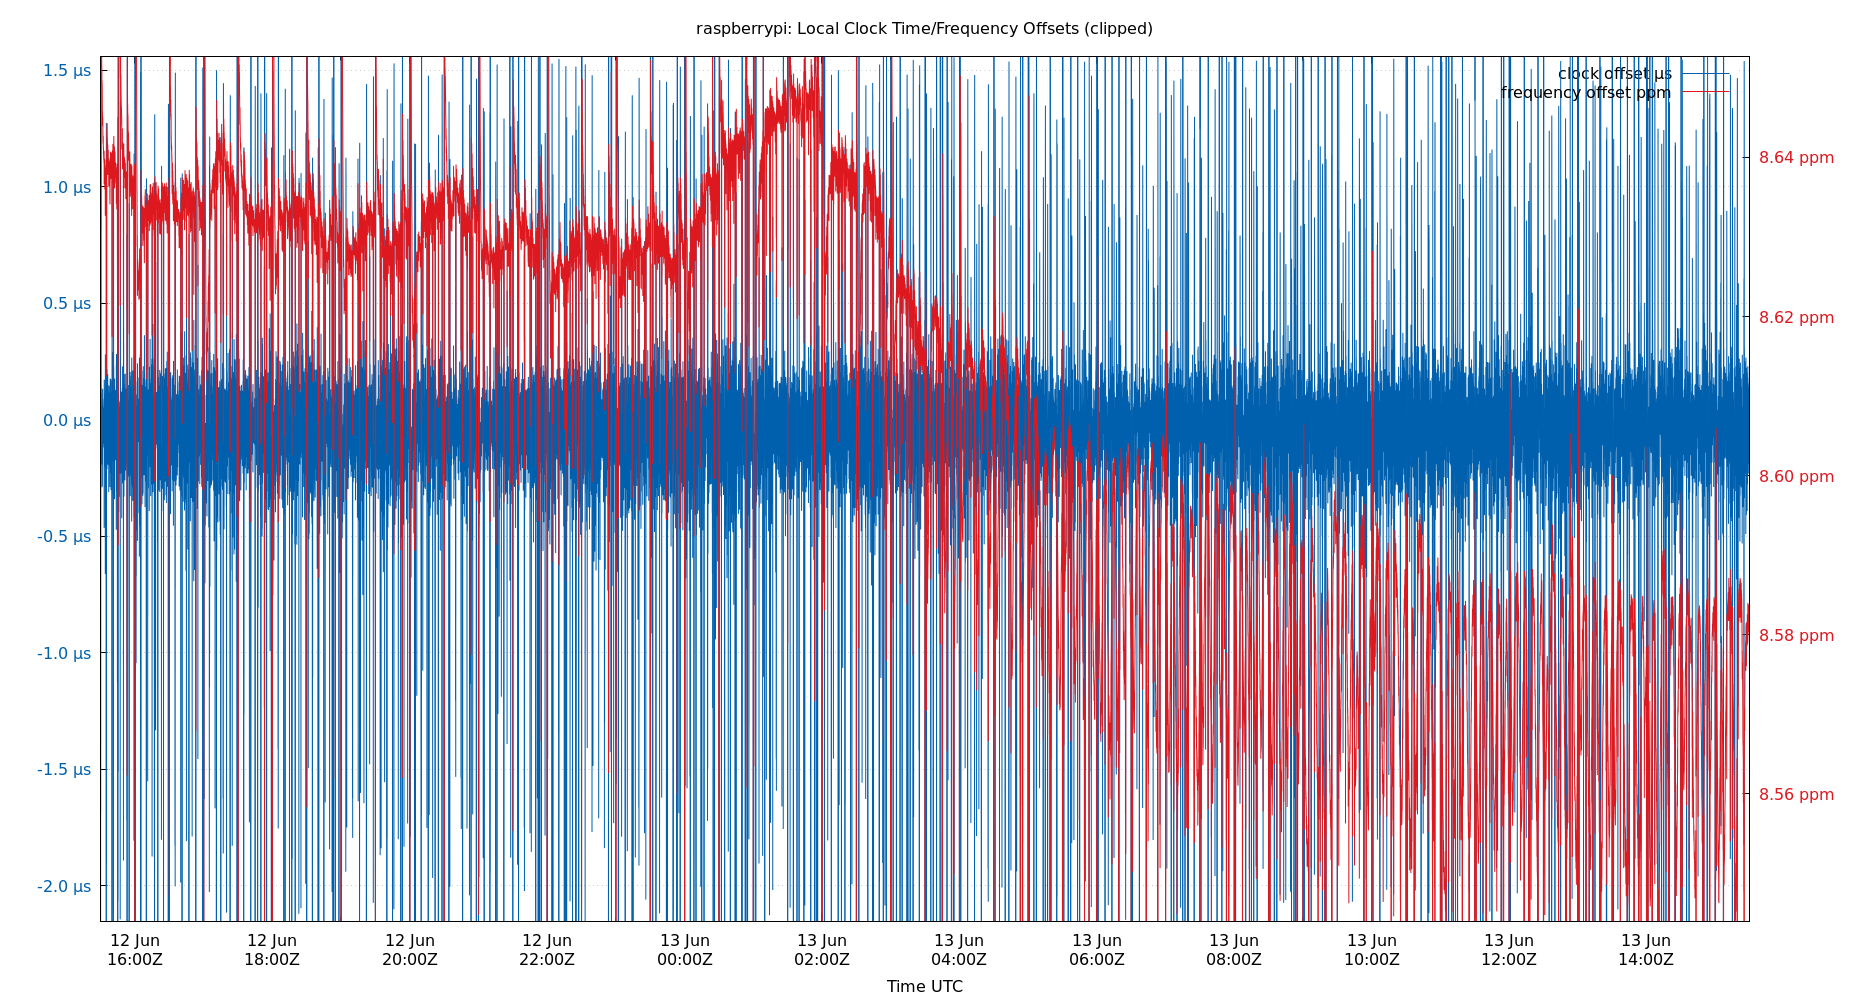 raspberrypi: Local Clock Time/Frequency Offsets (clipped)
clock offset µs
frequency offset ppm
1.5 µs
1.0 µs
0.5 µs
0.0 µs
-0.5 µs
-1.0 µs
-1.5 µs
-2.0 µs
8.64 ppm
8.62 ppm
8.60 ppm
8.58 ppm
8.56 ppm
12 Jun 12 Jun 12 Jun 12 Jun 13 Jun 13 Jun 13 Jun 13 Jun 13 Jun 13 Jun 13 Jun 13 Jun
16:00Z 18:00Z 20:00Z 22:00Z 00:00Z 02:00Z 04:00Z 06:00Z 08:00Z 10:00Z 12:00Z 14:00Z
Time UTC